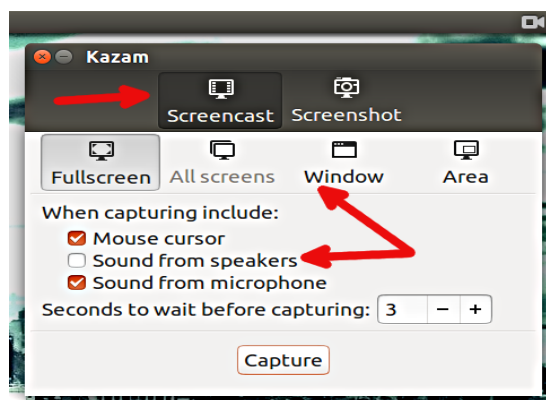 Kazam
Screencast Screenshot
Fullscreen All screens Window Area
When capturing include:
Mouse cursor
Sound from speakers
Sound from microphone
Seconds to wait before capturing: 3 - +
Capture